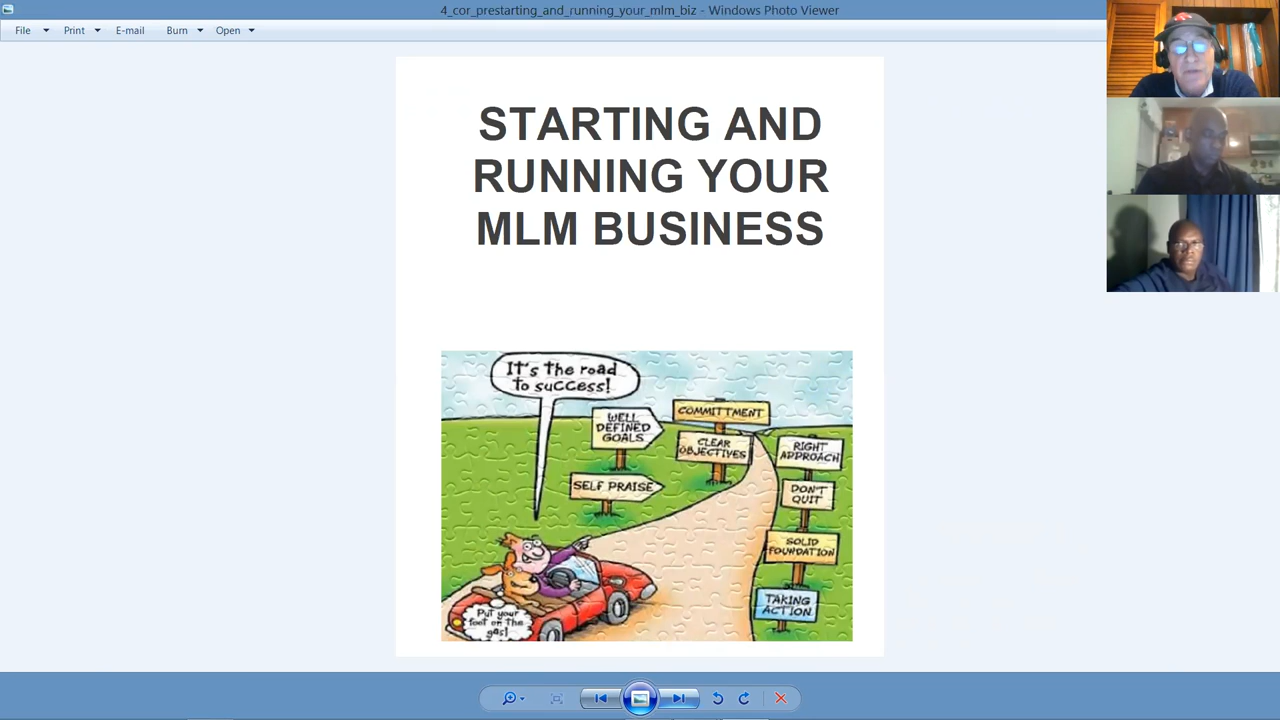 4_cor_prestarting_and_running_your_mlm_biz - Windows Photo Viewer
File Print E-mail Burn Open
STARTING AND
RUNNING YOUR
MLM BUSINESS
It's the road
to success!
WELL
DEFINED
GOALS
COMMITTMENT
CLEAR
OBJECTIVES
SELF PRAISE
RIGHT
APPROACH
DON'T
QUIT
SOLID
FOUNDATION
TAKING
ACTION
Put your
foot on the
gas!